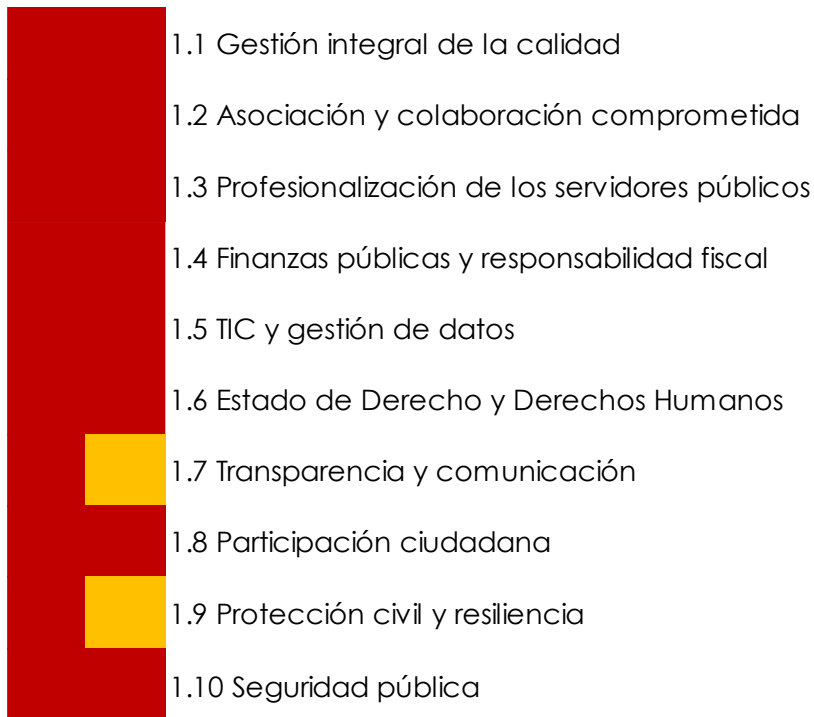 1.1 Gestión integral de la calidad
1.2 Asociación y colaboración comprometida
1.3 Profesionalización de los servidores públicos
1.4 Finanzas públicas y responsabilidad fiscal
1.5 TIC y gestión de datos
1.6 Estado de Derecho y Derechos Humanos
1.7 Transparencia y comunicación
1.8 Participación ciudadana
1.9 Protección civil y resiliencia
1.10 Seguridad pública